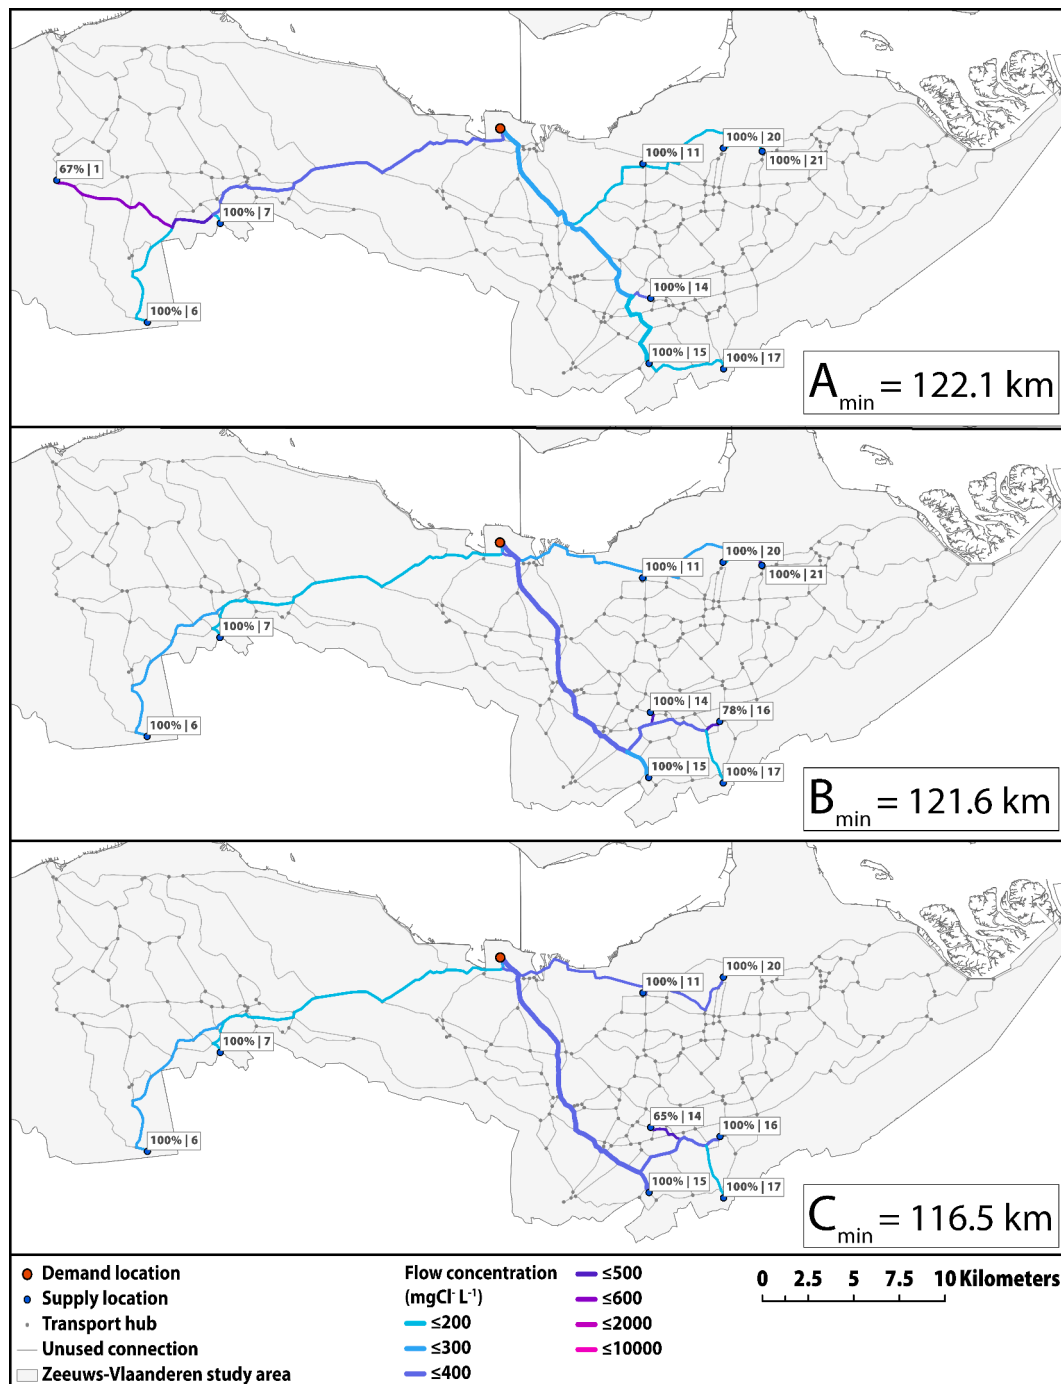 100% | 20
100% | 11
100% | 21
67% | 1
100% | 7
100% | 14
100% | 6
100% | 15
100% | 17
Amin = 122.1 km
100% | 20
100% | 11
100% | 21
100% | 7
100% | 14
78% | 16
100% | 6
100% | 15
100% | 17
Bmin = 121.6 km
100% | 20
100% | 11
100% | 7
65% | 14
100% | 16
100% | 6
100% | 15
100% | 17
Cmin = 116.5 km
Demand location
Supply location
Transport hub
Unused connection
Zeeuws-Vlaanderen study area
Flow concentration
(mgCl⁻ L⁻¹)
≤200
≤300
≤400
≤500
≤600
≤2000
≤10000
0 2.5 5 7.5 10 Kilometers